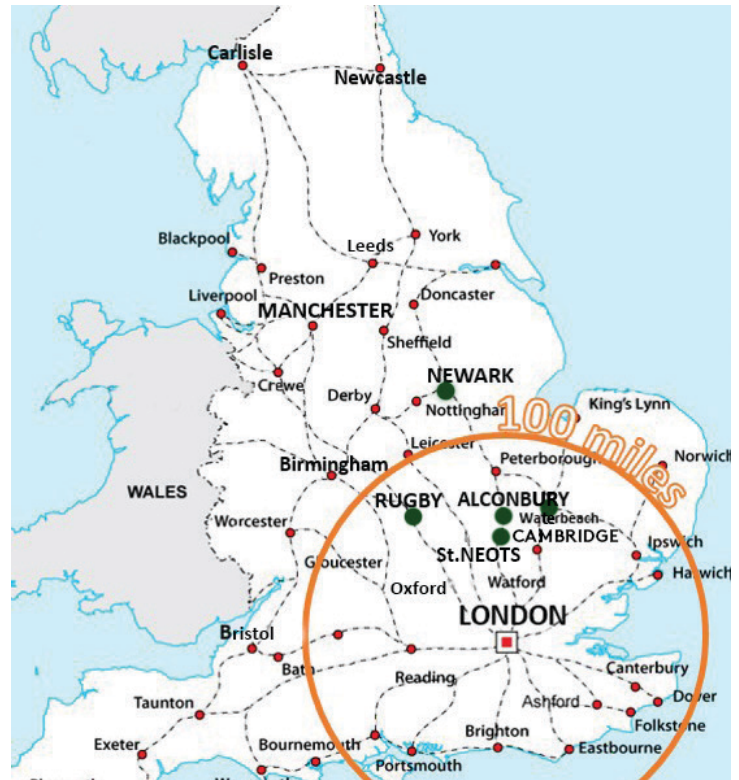 Carlisle
Newcastle
Blackpool
Leeds
York
Preston
Liverpool
Doncaster
MANCHESTER
Sheffield
Crewe
NEWARK
Derby
Nottinghar
100 miles
King's Lynn
Leicester
Birmingham
Peterborough
Norwich
WALES
RUGBY
ALCONBURY
Worcester
Waterbeach
CAMBRIDGE
St.NEOTS
Ipswich
Gloucester
Oxford
Watford
Harwich
LONDON
Bristol
Bath
Reading
Canterbury
Taunton
Ashford
Dover
Folkstone
Exeter
Bournemouth
Brighton
Eastbourne
Portsmouth